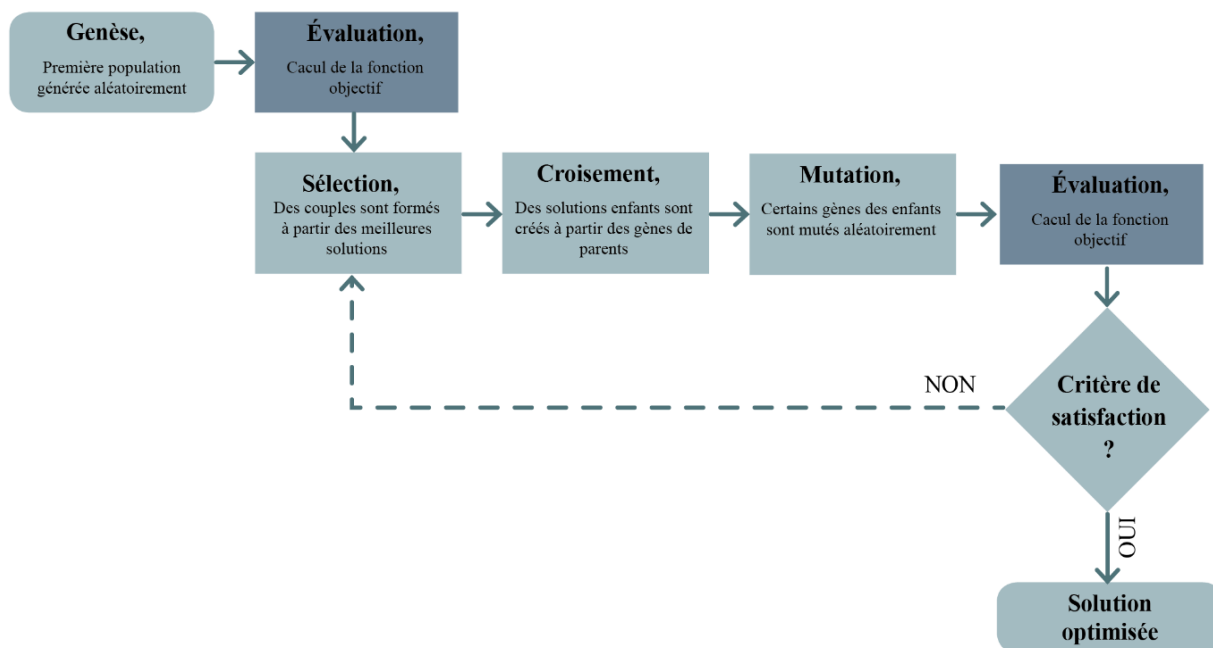 Genèse,
Première population
générée aléatoirement
Évaluation,
Cacul de la fonction
objectif
Sélection,
Des couples sont formés
à partir des meilleures
solutions
Croisement,
Des solutions enfants sont
créés à partir des gènes de
parents
Mutation,
Certains gènes des enfants
sont mutés aléatoirement
Évaluation,
Cacul de la fonction
objectif
Critère de
satisfaction
?
NON
OUI
Solution
optimisée